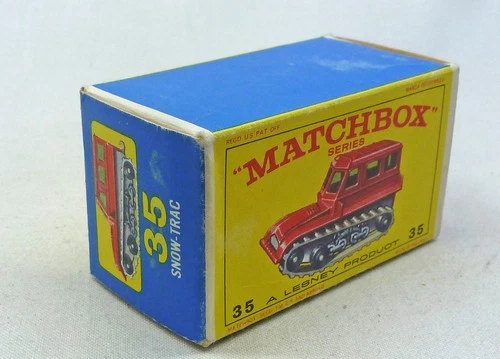 REG'D U.S. PAT. OFF.
"MATCHBOX"
SERIES
35
35
A LESNEY PRODUCT
35
SNOW-TRAC